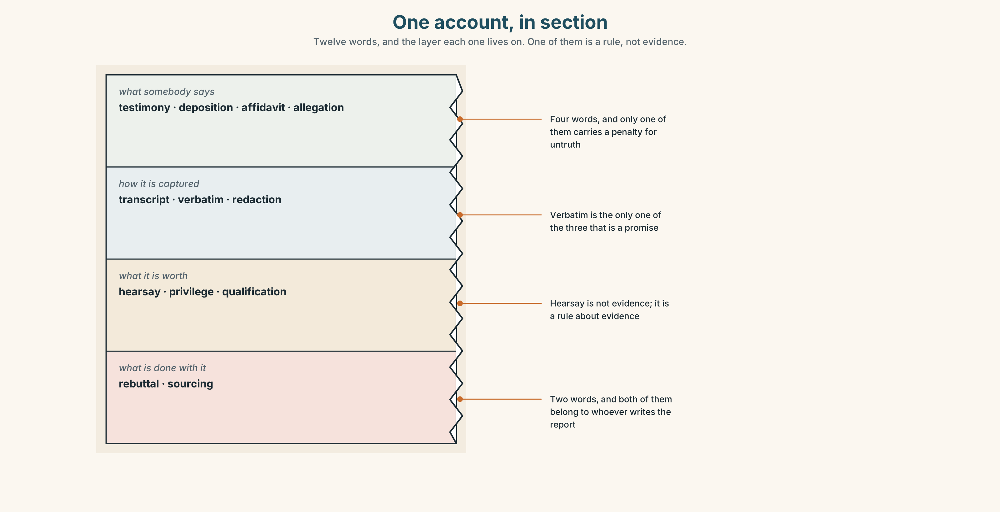 One account, in section
Twelve words, and the layer each one lives on. One of them is a rule, not evidence.
what somebody says
testimony · deposition · affidavit · allegation
Four words, and only one of
them carries a penalty for
untruth
how it is captured
transcript · verbatim · redaction
Verbatim is the only one of
the three that is a promise
what it is worth
hearsay · privilege · qualification
Hearsay is not evidence; it is
a rule about evidence
what is done with it
rebuttal · sourcing
Two words, and both of them
belong to whoever writes the
report